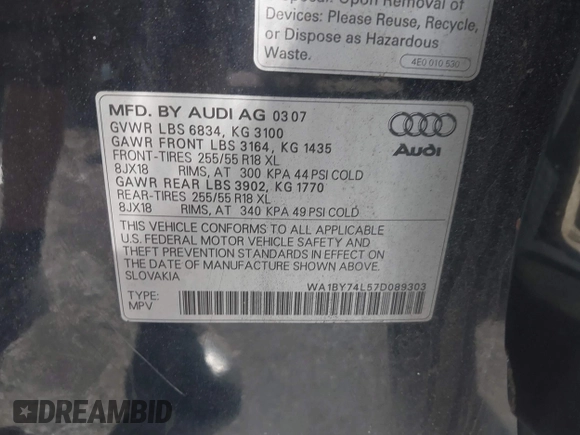 Disposal: Upon Removal of
Devices: Please Reuse, Recycle,
or Dispose as Hazardous
Waste.
4E0 010 530
MFD. BY AUDI AG 03 07
GVWR LBS 6834, KG 3100
GAWR FRONT LBS 3164, KG 1435
FRONT-TIRES 255/55 R18 XL
8JX18 RIMS, AT 300 KPA 44 PSI COLD
GAWR REAR LBS 3902, KG 1770
REAR-TIRES 255/55 R18 XL
8JX18 RIMS, AT 340 KPA 49 PSI COLD
Audi
THIS VEHICLE CONFORMS TO ALL APPLICABLE
U.S. FEDERAL MOTOR VEHICLE SAFETY AND
THEFT PREVENTION STANDARDS IN EFFECT ON
THE DATE OF MANUFACTURE SHOWN ABOVE.
SLOVAKIA
WA1BY74L57D089303
TYPE:
MPV
DREAMBID